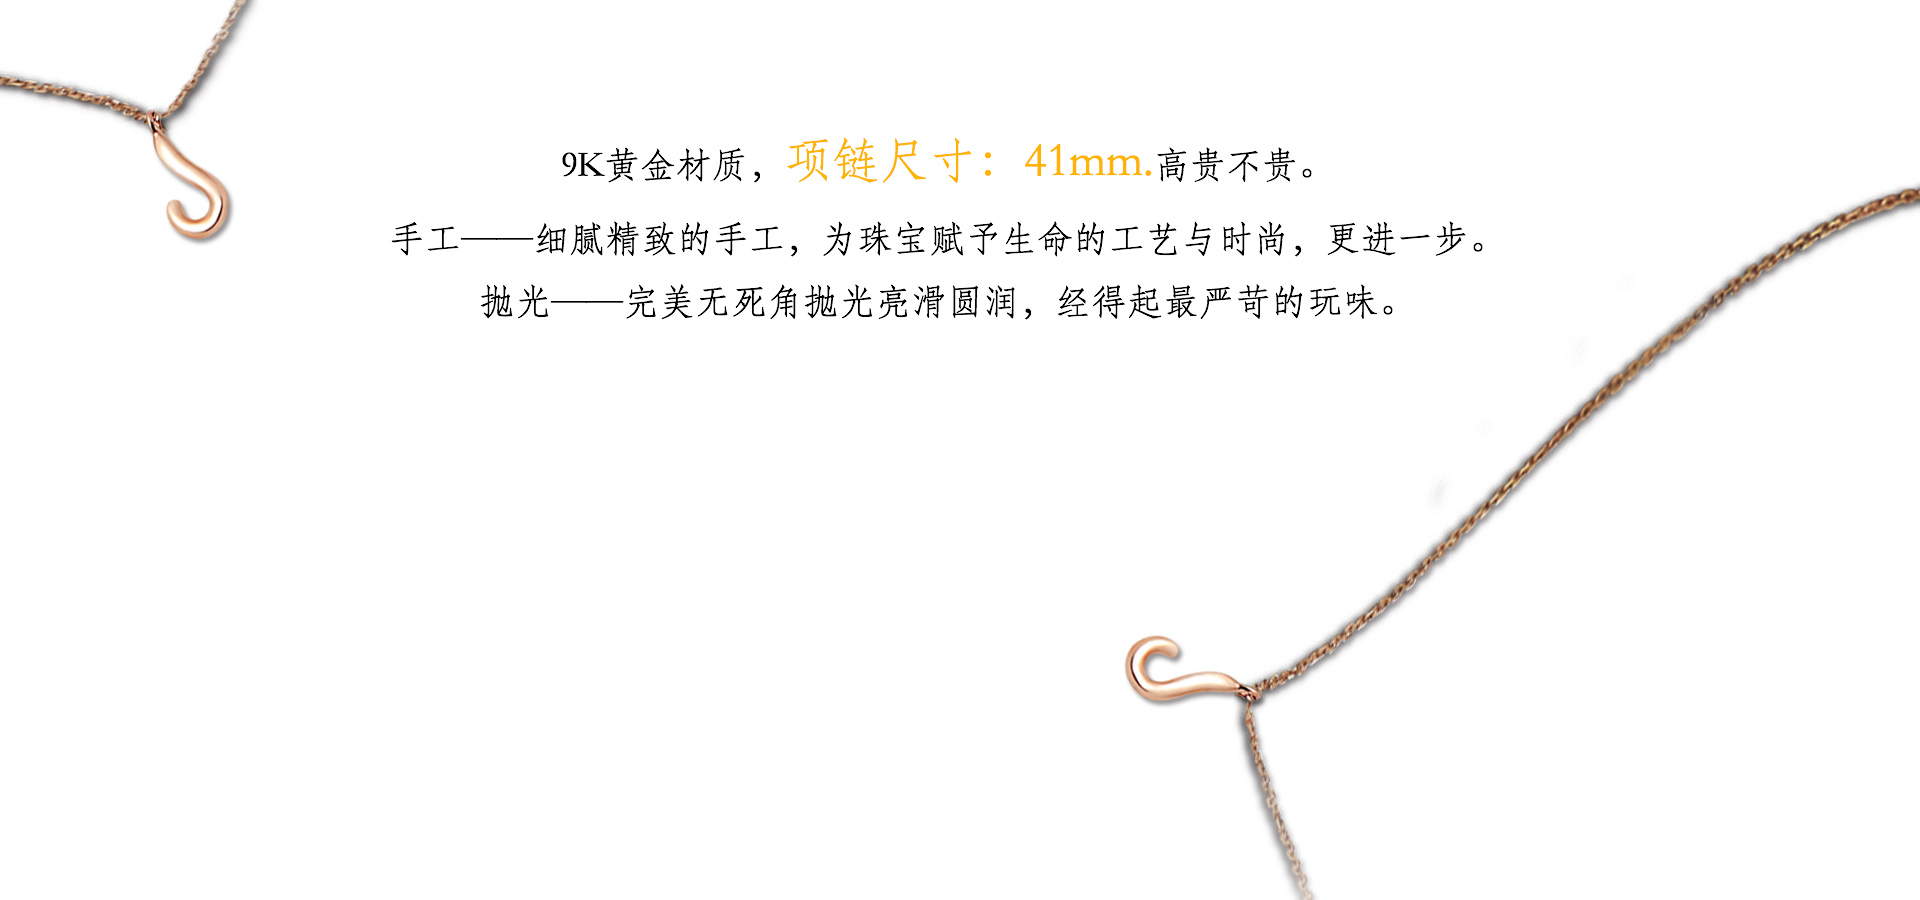 9K黄金材质，项链尺寸：41mm.高贵不贵。
手工——细腻精致的手工，为珠宝赋予生命的工艺与时尚，更进一步。
抛光——完美无死角抛光亮滑圆润，经得起最严苛的玩味。